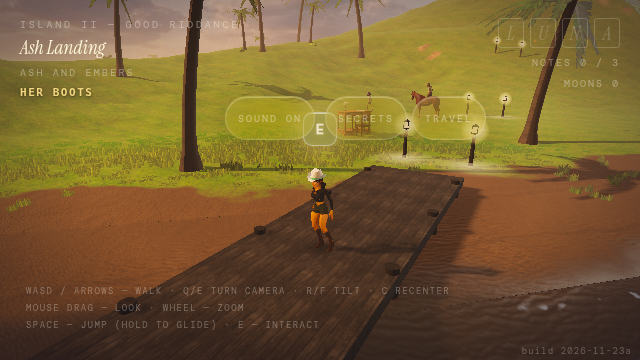 ISLAND II — GOOD RIDDANCE
Ash Landing
ASH AND EMBERS
HER BOOTS
LUNA
NOTES 0 / 3
MOONS 0
SOUND ON
E
SECRETS
TRAVEL
WASD / ARROWS — WALK · Q/E TURN CAMERA · R/F TILT · C RECENTER
MOUSE DRAG — LOOK · WHEEL — ZOOM
SPACE — JUMP (HOLD TO GLIDE) · E — INTERACT
build 2026-11-23a